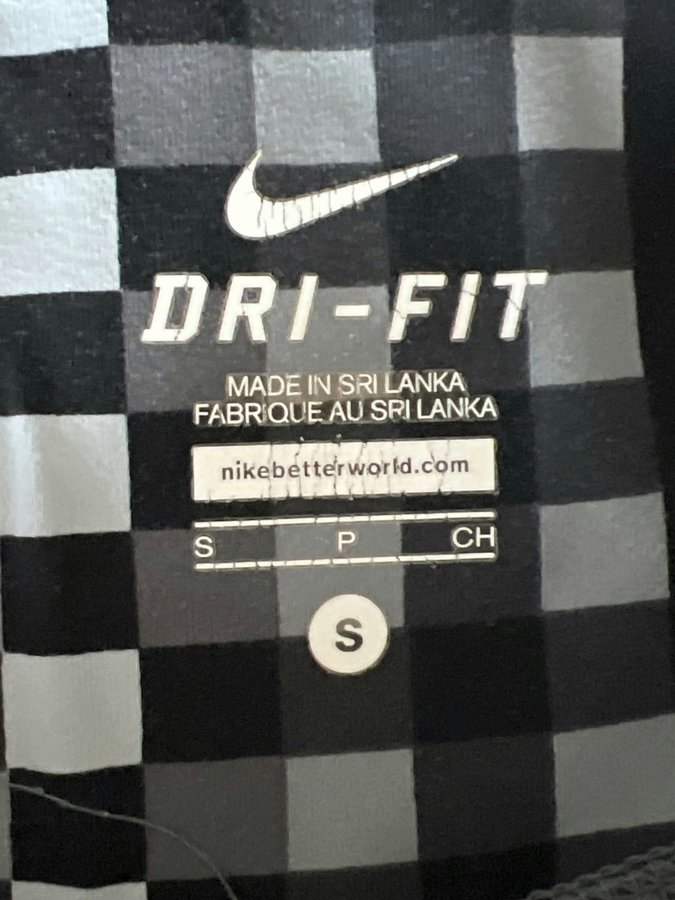 DRI-FIT
MADE IN SRI LANKA
FABRIQUE AU SRI LANKA
nikebetterworld.com
S P CH
S